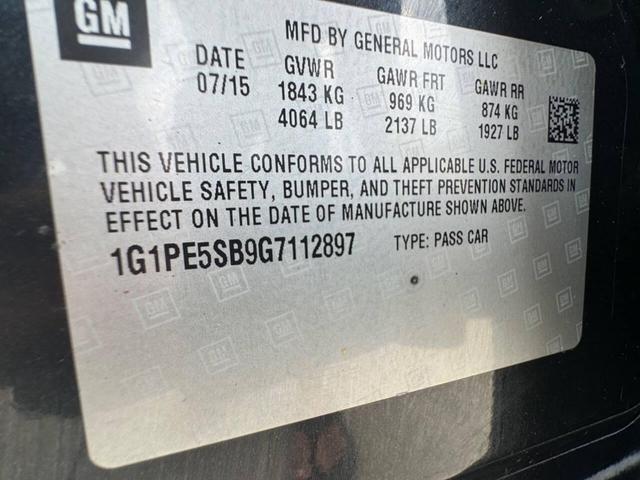 GM
MFD BY GENERAL MOTORS LLC
DATE GVWR GAWR FRT GAWR RR
07/15 1843 KG 969 KG 874 KG
4064 LB 2137 LB 1927 LB
THIS VEHICLE CONFORMS TO ALL APPLICABLE U.S. FEDERAL MOTOR
VEHICLE SAFETY, BUMPER, AND THEFT PREVENTION STANDARDS IN
EFFECT ON THE DATE OF MANUFACTURE SHOWN ABOVE.
1G1PE5SB9G7112897 TYPE: PASS CAR